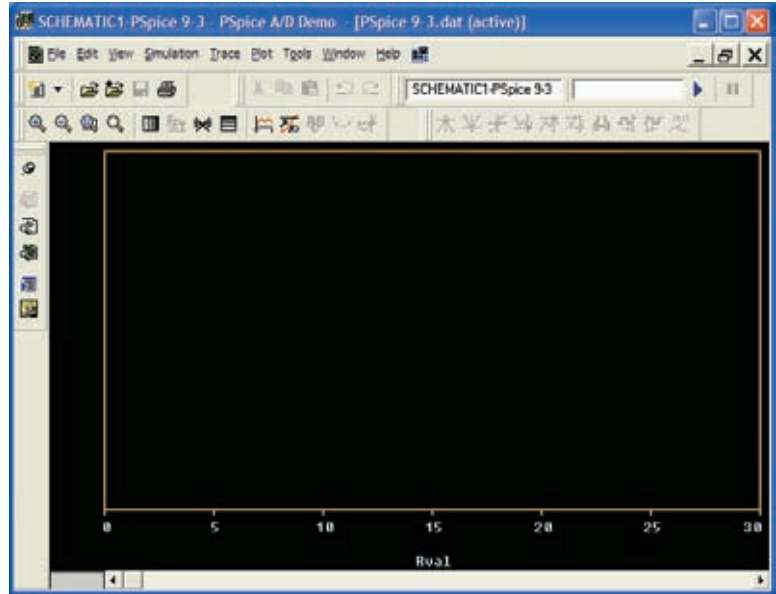 SCHEMATIC1-PSpice 9-3 - PSpice A/D Demo - [PSpice 9-3.dat (active)]
File Edit View Simulation Trace Plot Tools Window Help
SCHEMATIC1-PSpice 9-3
0 5 10 15 20 25 30
Rval